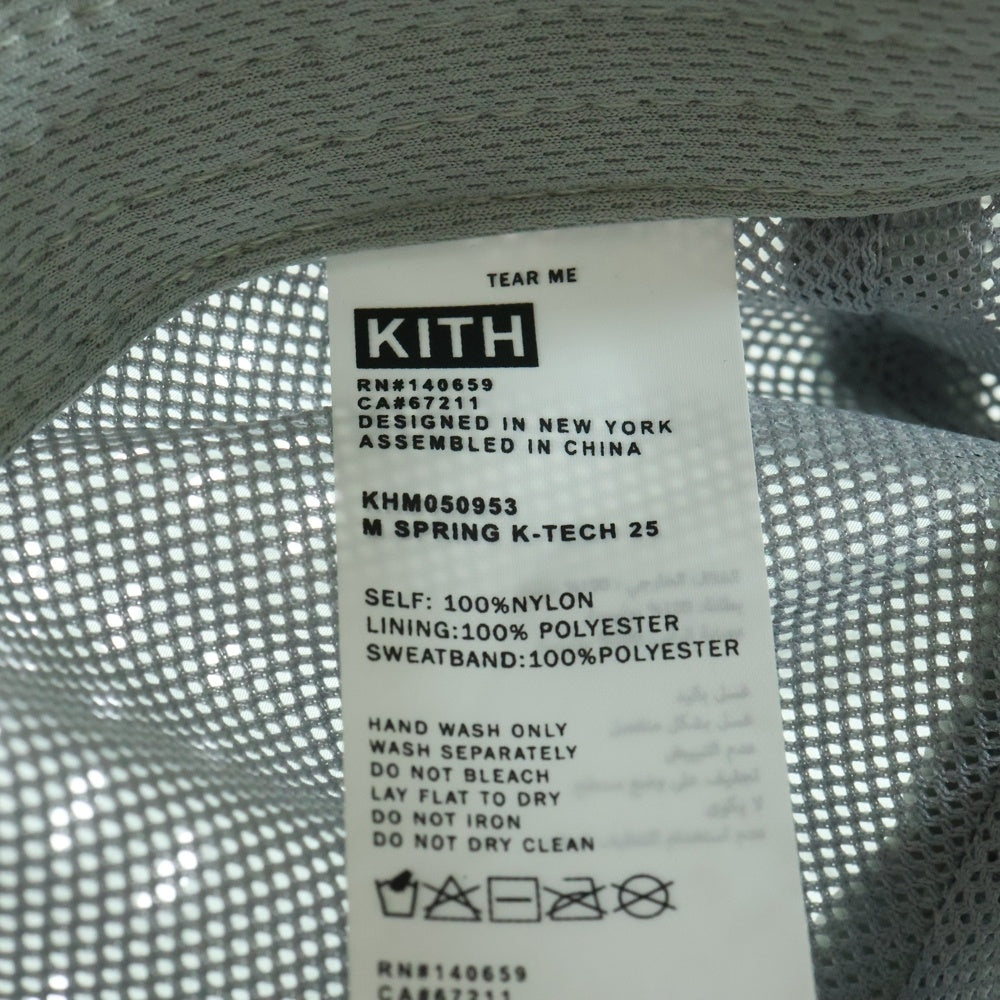 TEAR ME
KITH
RN#140659
CA#67211
DESIGNED IN NEW YORK
ASSEMBLED IN CHINA
KHM050953
M SPRING K-TECH 25
SELF: 100%NYLON
LINING:100% POLYESTER
SWEATBAND:100%POLYESTER
HAND WASH ONLY
WASH SEPARATELY
DO NOT BLEACH
LAY FLAT TO DRY
DO NOT IRON
DO NOT DRY CLEAN
RN#140659
CA#67211